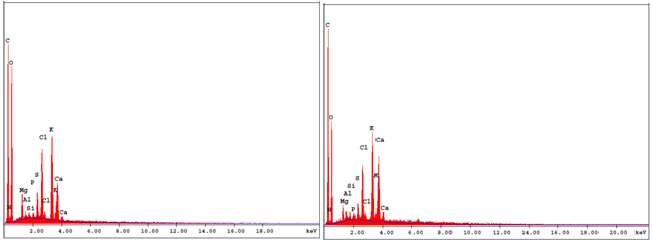 C
O
K
Cl
S
Ca
P
Mg
Al
K
Cl
Si
N
Ca
2.00 4.00 6.00 8.00 10.00 12.00 14.00 16.00 18.00 keV
C
O
K
Ca
Cl
S
K
Si
Al
Mg
Cl
P
N
Ca
2.00 4.00 6.00 8.00 10.00 12.00 14.00 16.00 18.00 20.00 keV